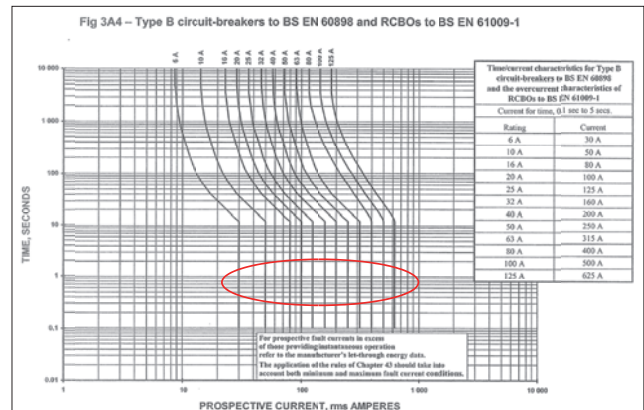 Fig 3A4 – Type B circuit-breakers to BS EN 60898 and RCBOs to BS EN 61009-1
6 A 10 A 16 A 20 A 25 A 32 A 40 A 50 A 63 A 80 A 100 A 125 A
10 000
1 000
100
10
1
0.1
0.01
TIME, SECONDS
1 10 100 1 000 10 000
PROSPECTIVE CURRENT, rms AMPERES
Time/current characteristics for Type B
circuit-breakers to BS EN 60898
and the overcurrent characteristics of
RCBOs to BS EN 61009-1
Current for time, 0.1 sec to 5 secs.
Rating Current
6 A 30 A
10 A 50 A
16 A 80 A
20 A 100 A
25 A 125 A
32 A 160 A
40 A 200 A
50 A 250 A
63 A 315 A
80 A 400 A
100 A 500 A
125 A 625 A
For prospective fault currents in excess
of those providing instantaneous operation
refer to the manufacturer's let-through energy data.
The application of the rules of Chapter 43 should take into
account both minimum and maximum fault current conditions.